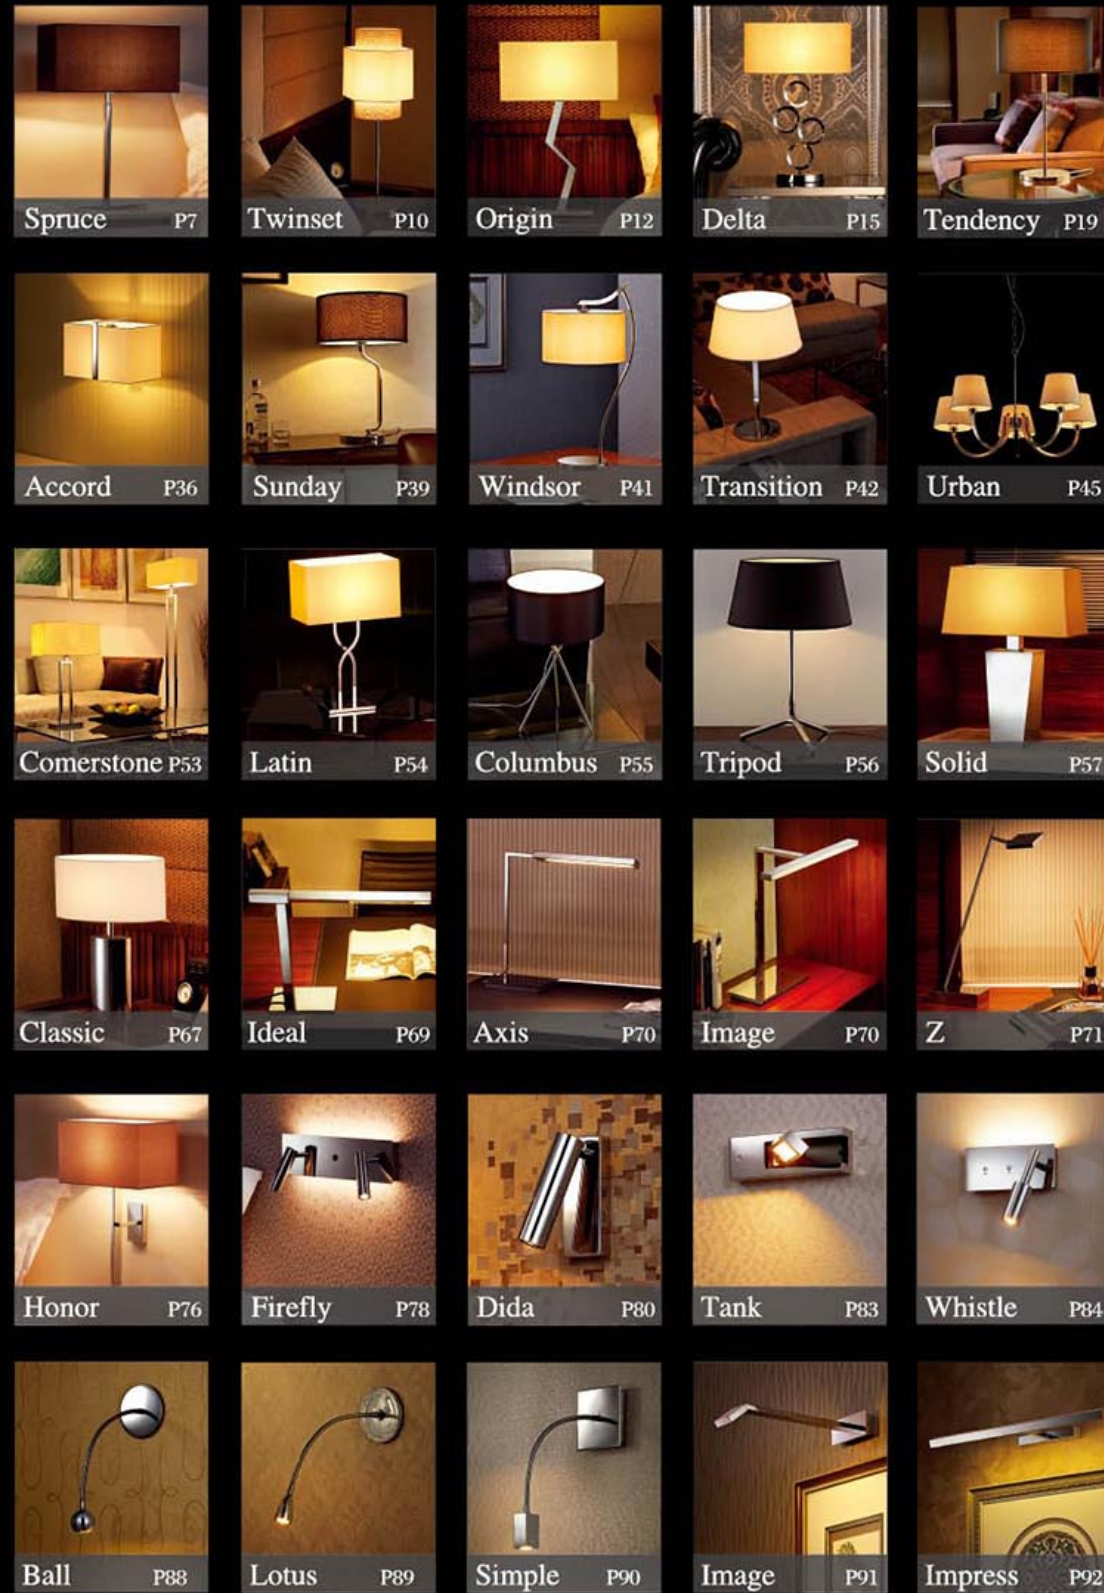 Spruce P7
Twinset P10
Origin P12
Delta P15
Tendency P19
Accord P36
Sunday P39
Windsor P41
Transition P42
Urban P45
Comerstone P53
Latin P54
Columbus P55
Tripod P56
Solid P57
Classic P67
Ideal P69
Axis P70
Image P70
Z P71
Honor P76
Firefly P78
Dida P80
Tank P83
Whistle P84
Ball P88
Lotus P89
Simple P90
Image P91
Impress P92